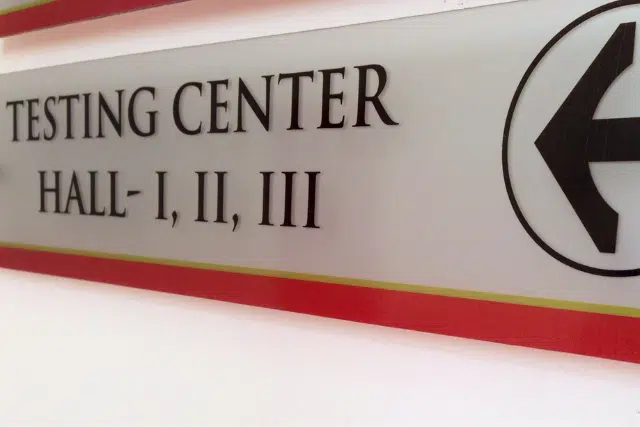 TESTING CENTER
HALL- I, II, III